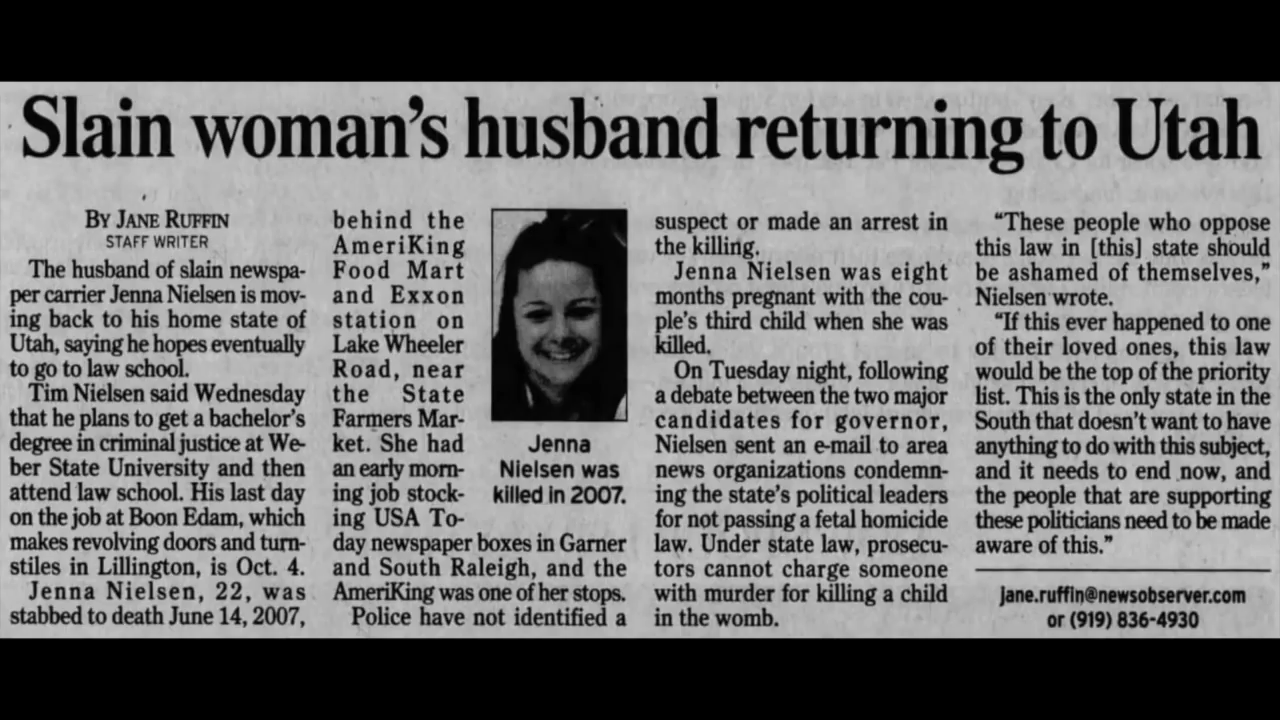 Slain woman's husband returning to Utah
BY JANE RUFFIN
STAFF WRITER
The husband of slain newspa-
per carrier Jenna Nielsen is mov-
ing back to his home state of
Utah, saying he hopes eventually
to go to law school.
Tim Nielsen said Wednesday
that he plans to get a bachelor's
degree in criminal justice at We-
ber State University and then
attend law school. His last day
on the job at Boon Edam, which
makes revolving doors and turn-
stiles in Lillington, is Oct. 4.
Jenna Nielsen, 22, was
stabbed to death June 14, 2007,
behind the
AmeriKing
Food Mart
and Exxon
station on
Lake Wheeler
Road, near
the State
Farmers Mar-
ket. She had
an early morn-
ing job stock-
ing USA To-
day newspaper boxes in Garner
and South Raleigh, and the
AmeriKing was one of her stops.
Police have not identified a
Jenna
Nielsen was
killed in 2007.
suspect or made an arrest in
the killing.
Jenna Nielsen was eight
months pregnant with the cou-
ple's third child when she was
killed.
On Tuesday night, following
a debate between the two major
candidates for governor,
Nielsen sent an e-mail to area
news organizations condemn-
ing the state's political leaders
for not passing a fetal homicide
law. Under state law, prosecu-
tors cannot charge someone
with murder for killing a child
in the womb.
"These people who oppose
this law in [this] state should
be ashamed of themselves,"
Nielsen wrote.
"If this ever happened to one
of their loved ones, this law
would be the top of the priority
list. This is the only state in the
South that doesn't want to have
anything to do with this subject,
and it needs to end now, and
the people that are supporting
these politicians need to be made
aware of this."
jane.ruffin@newsobserver.com
or (919) 836-4930